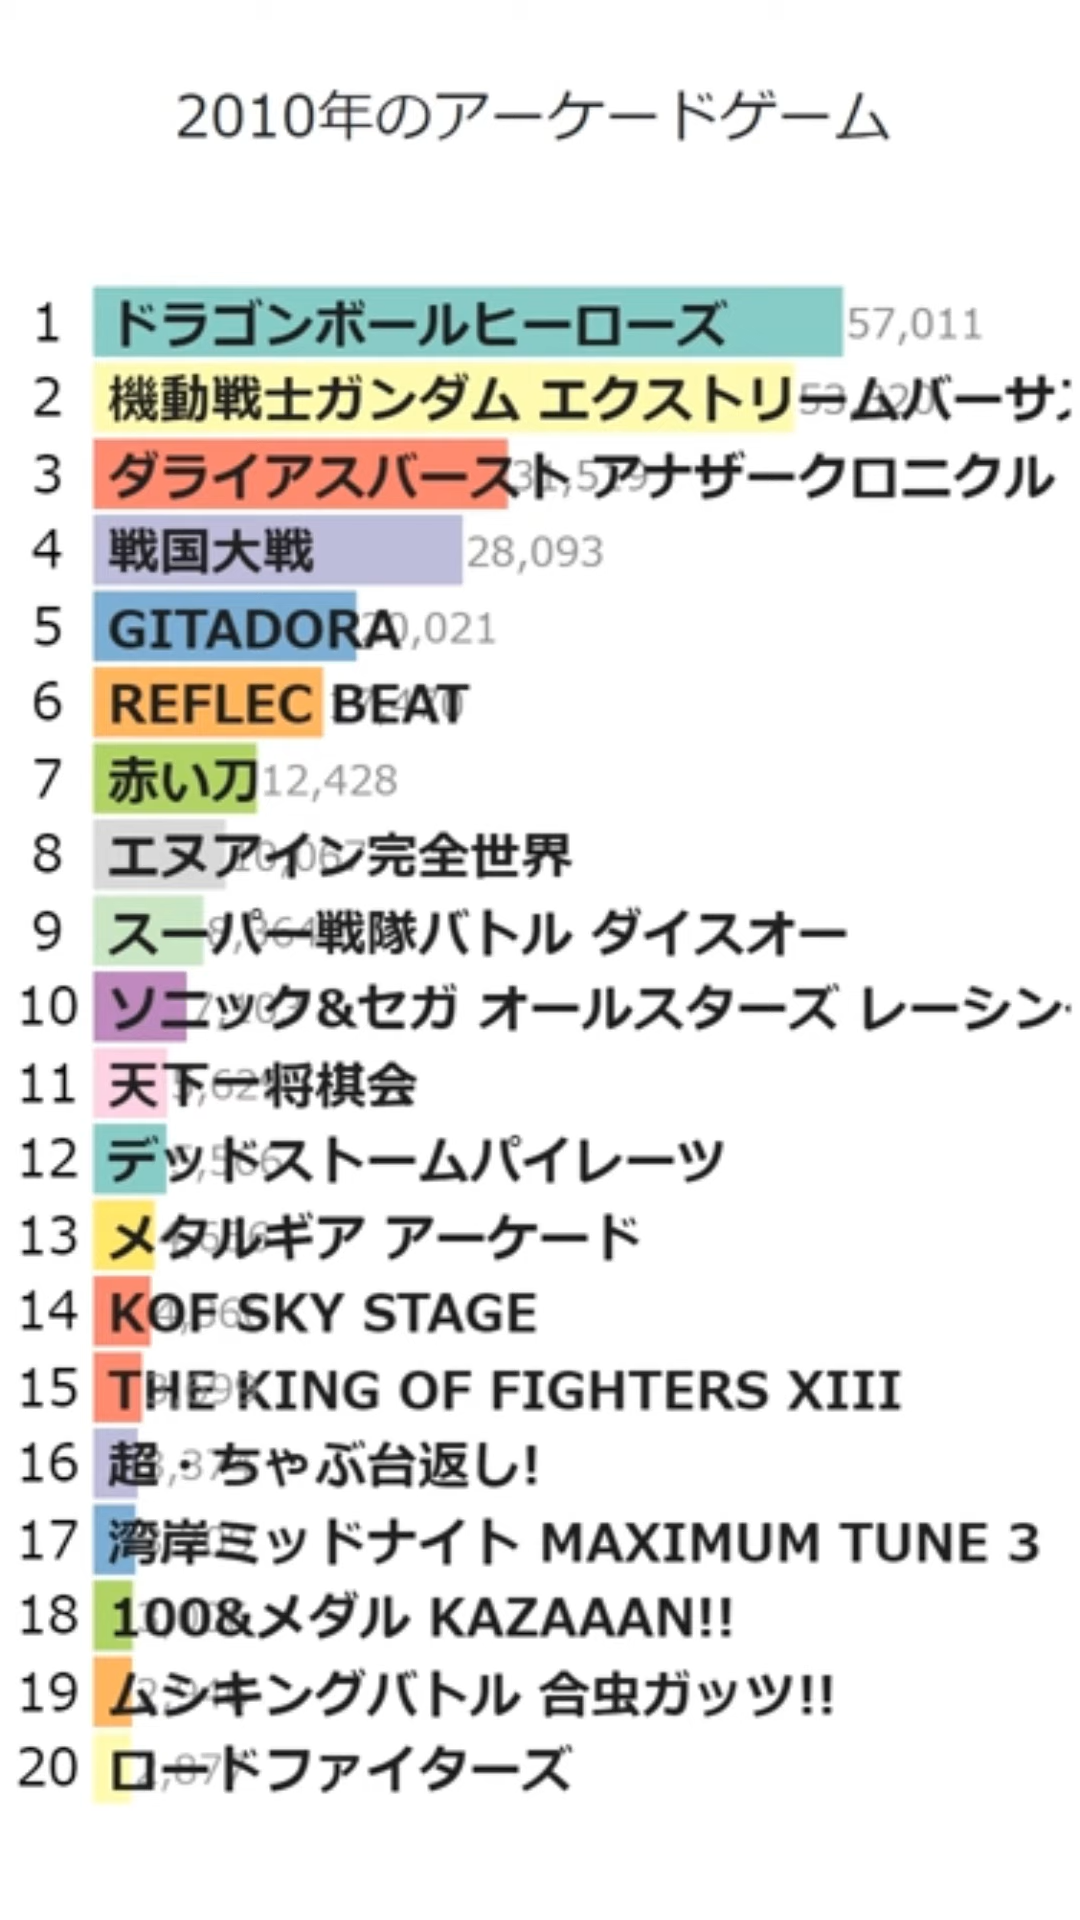 2010年のアーケードゲーム
1 ドラゴンボールヒーローズ 57,011
2 機動戦士ガンダム エクストリームバーサ
3 ダライアスバースト アナザークロニクル
4 戦国大戦 28,093
5 GITADORA 20,021
6 REFLEC BEAT
7 赤い刀 12,428
8 エヌアイン完全世界 10,067
9 スーパー戦隊バトル ダイスオー
10 ソニック&セガ オールスターズ レーシン
11 天下一将棋会
12 デッドストームパイレーツ
13 メタルギア アーケード
14 KOF SKY STAGE
15 THE KING OF FIGHTERS XIII
16 超・ちゃぶ台返し!
17 湾岸ミッドナイト MAXIMUM TUNE 3
18 100&メダル KAZAAAN!!
19 ムシキングバトル 合虫ガッツ!!
20 ロードファイターズ